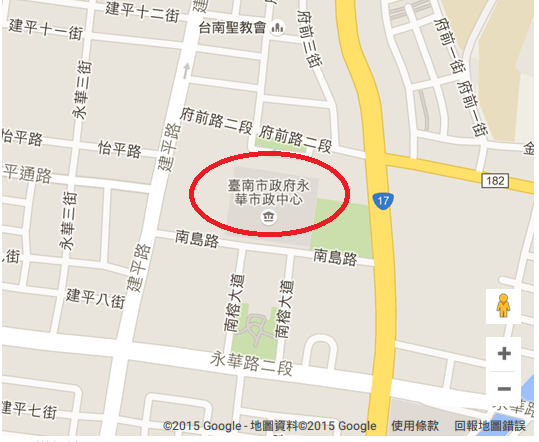 建平十二街
台南聖教會
府前三街
府前一街
建平十一街
永華三街
府前路二段
府前路二段
怡平路
怡平路
建平路
平通路
182
臺南市政府永
華市政中心
17
永華三街
南島路
南島路
建平路
九街
建平八街
南榕大道
南榕大道
永華路二段
建平七街
©2015 Google - 地圖資料©2015 Google 使用條款 回報地圖錯誤